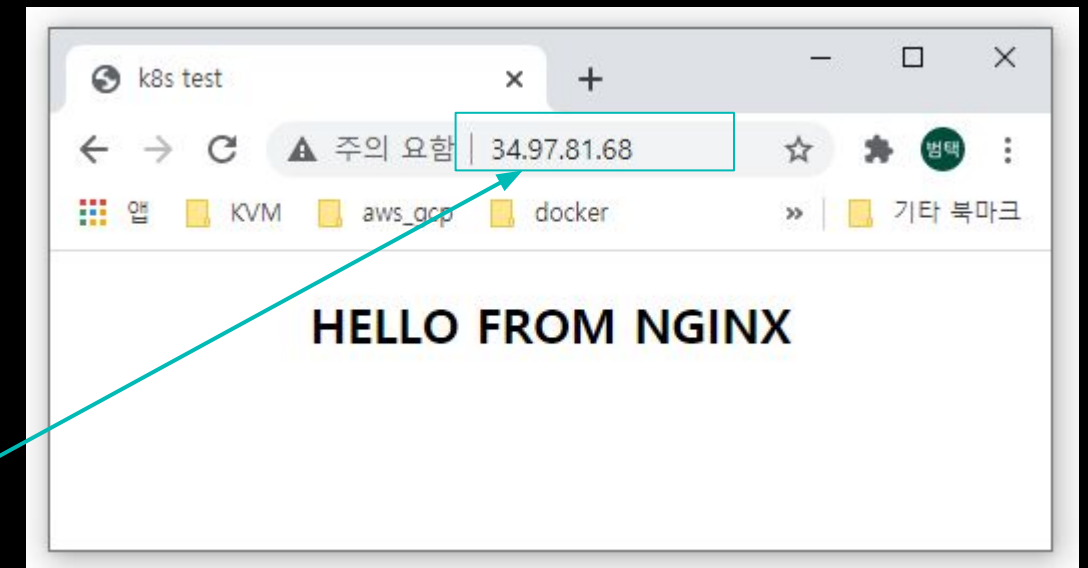 k8s test
주의 요함 | 34.97.81.68 범택
앱 KVM aws_gcp docker » 기타 북마크
HELLO FROM NGINX